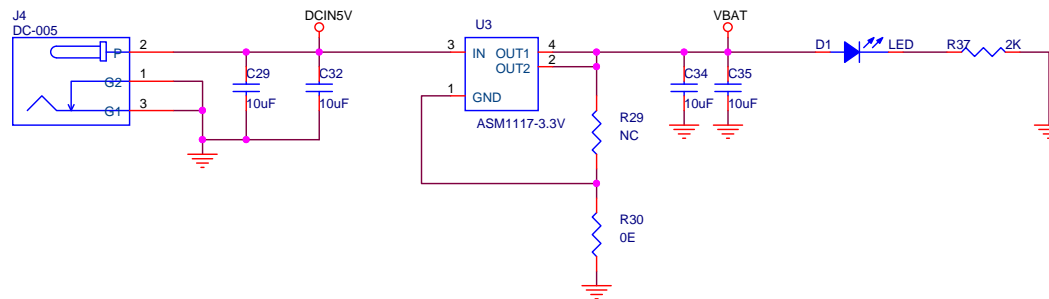 J4
DC-005
DCIN5V
U3
VBAT
P
2
G2
1
G1
3
C29
10uF
C32
10uF
3
IN
OUT1
4
OUT2
2
1
GND
ASM1117-3.3V
C34
10uF
C35
10uF
D1
LED
R37
2K
R29
NC
R30
0E